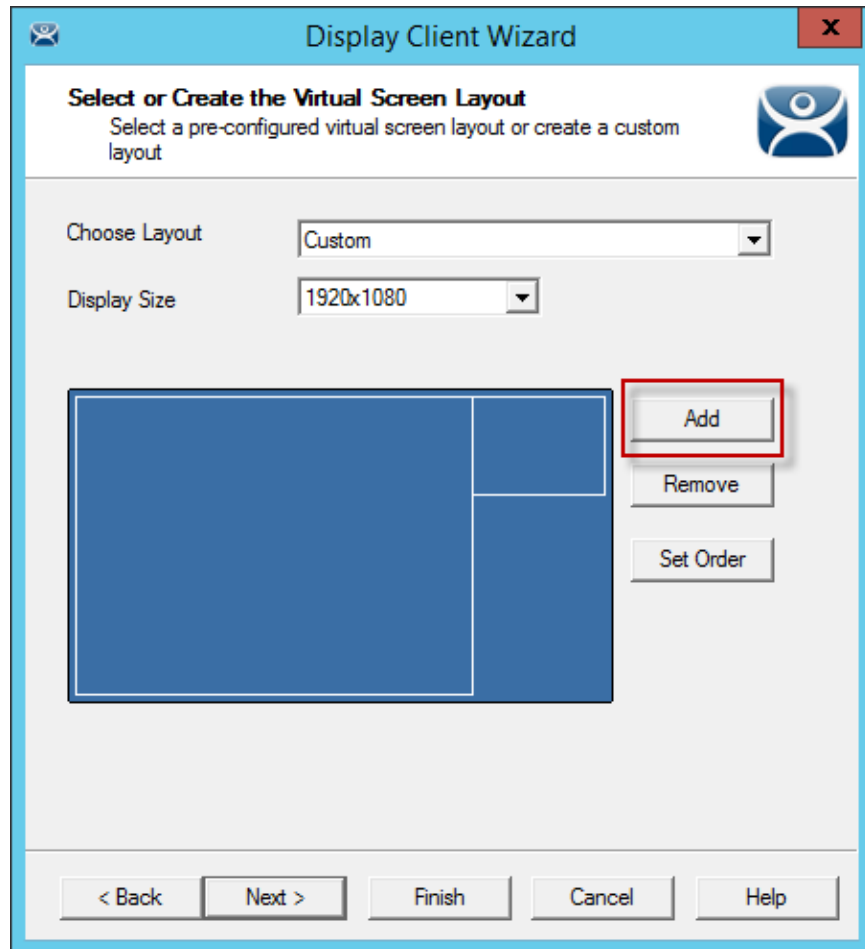 Display Client Wizard
x
Select or Create the Virtual Screen Layout
Select a pre-configured virtual screen layout or create a custom
layout
Choose Layout
Custom
Display Size
1920x1080
Add
Remove
Set Order
< Back
Next >
Finish
Cancel
Help